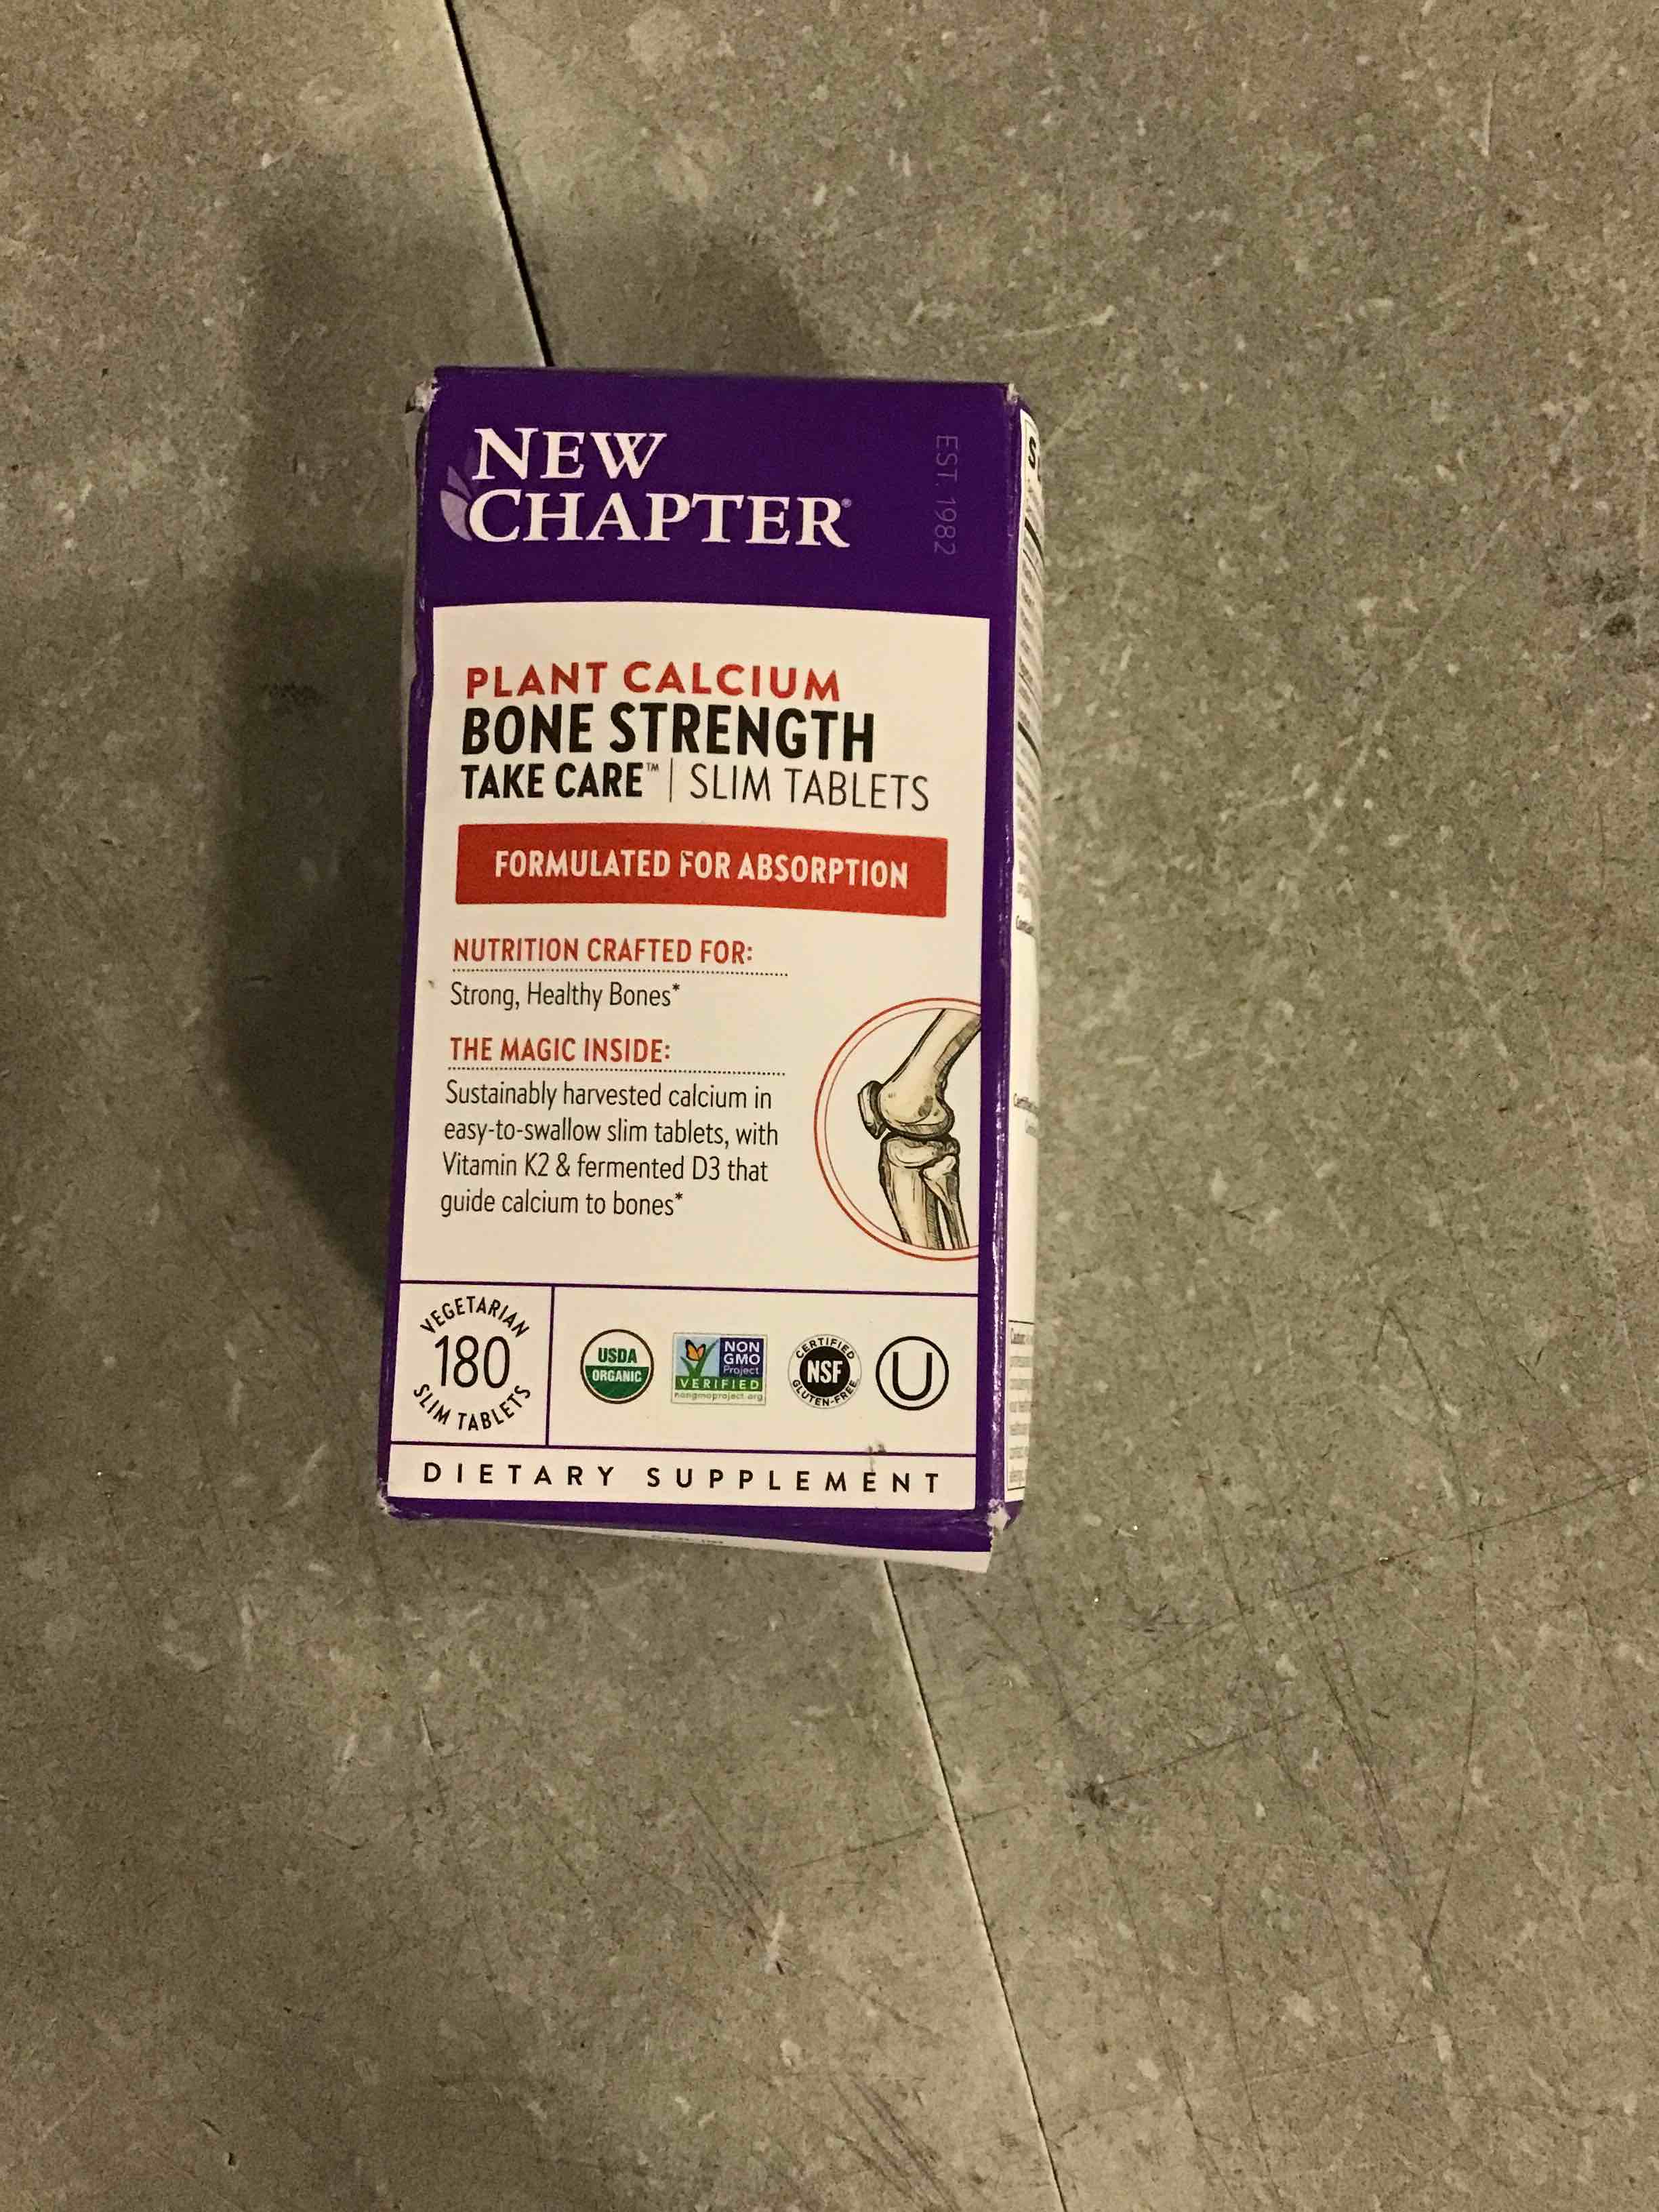 NEW
CHAPTER®
EST. 1982
PLANT CALCIUM
BONE STRENGTH
TAKE CARE™ | SLIM TABLETS
FORMULATED FOR ABSORPTION
NUTRITION CRAFTED FOR:
Strong, Healthy Bones*
THE MAGIC INSIDE:
Sustainably harvested calcium in
easy-to-swallow slim tablets, with
Vitamin K2 & fermented D3 that
guide calcium to bones*
VEGETARIAN
180
SLIM TABLETS
USDA
ORGANIC
NON
GMO
Project
VERIFIED
nongmoproject.org
CERTIFIED
NSF
GLUTEN-FREE
U
DIETARY SUPPLEMENT